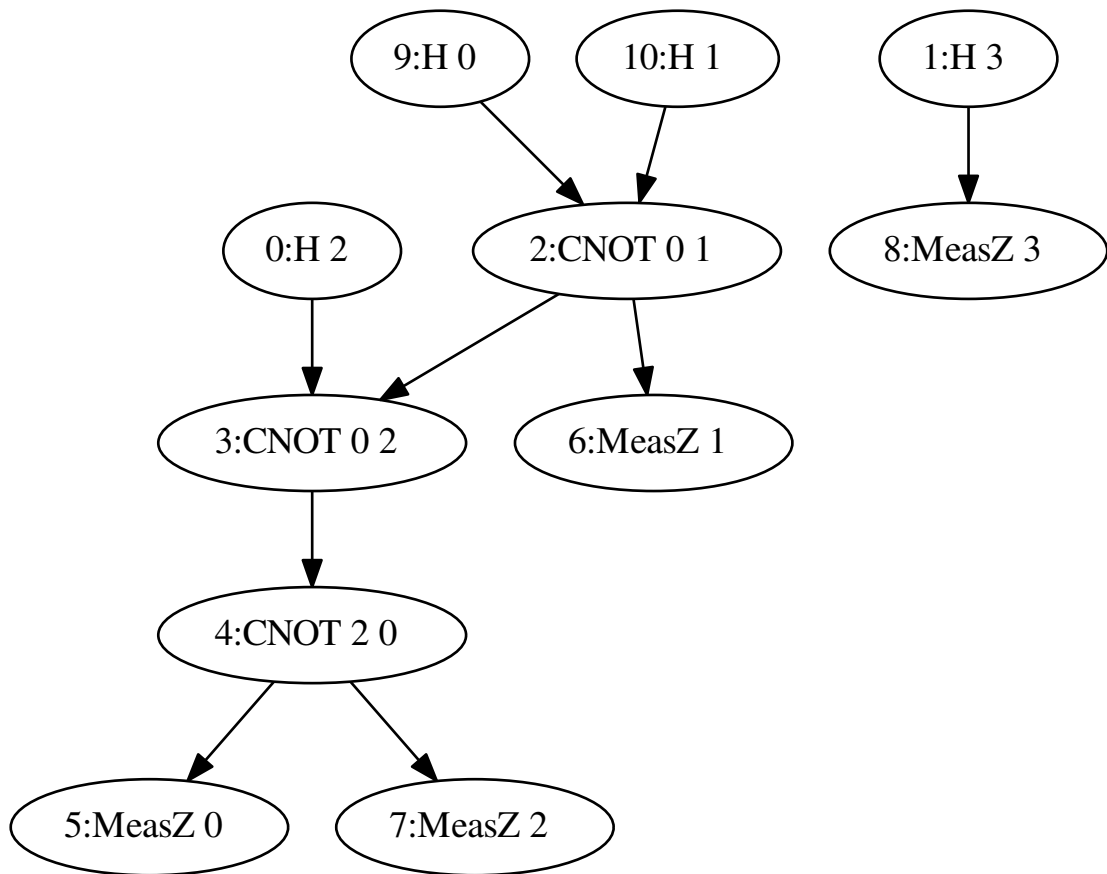 9:H 0
10:H 1
1:H 3
0:H 2
2:CNOT 0 1
8:MeasZ 3
3:CNOT 0 2
6:MeasZ 1
4:CNOT 2 0
5:MeasZ 0
7:MeasZ 2